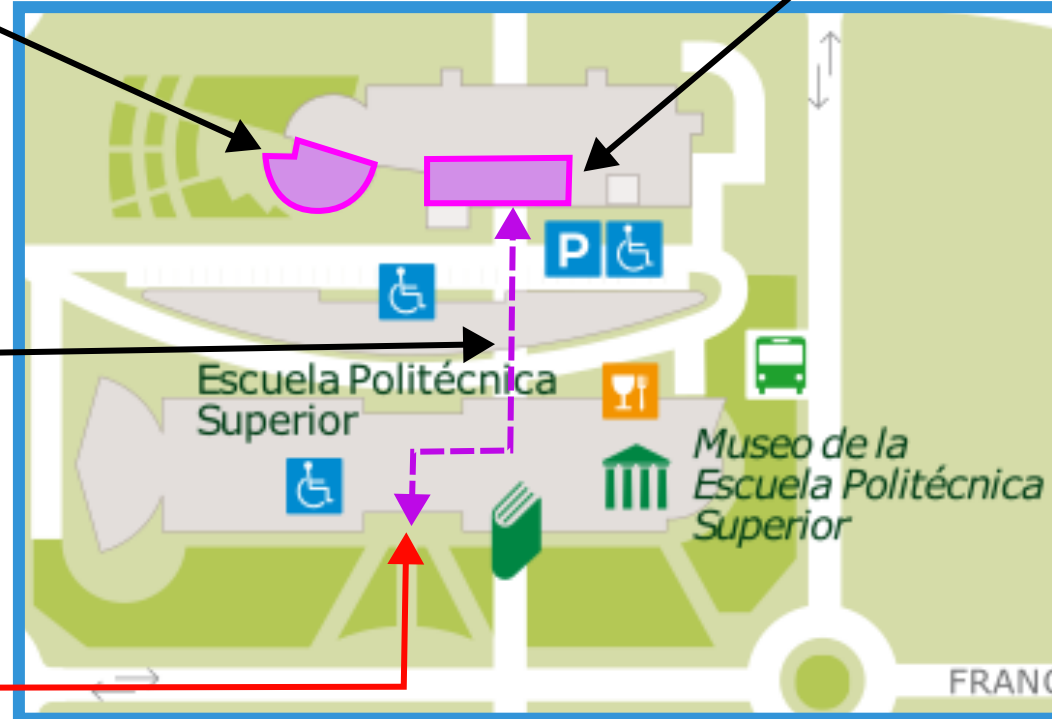 P
Escuela Politécnica
Superior
Museo de la
Escuela Politécnica
Superior
FRANC